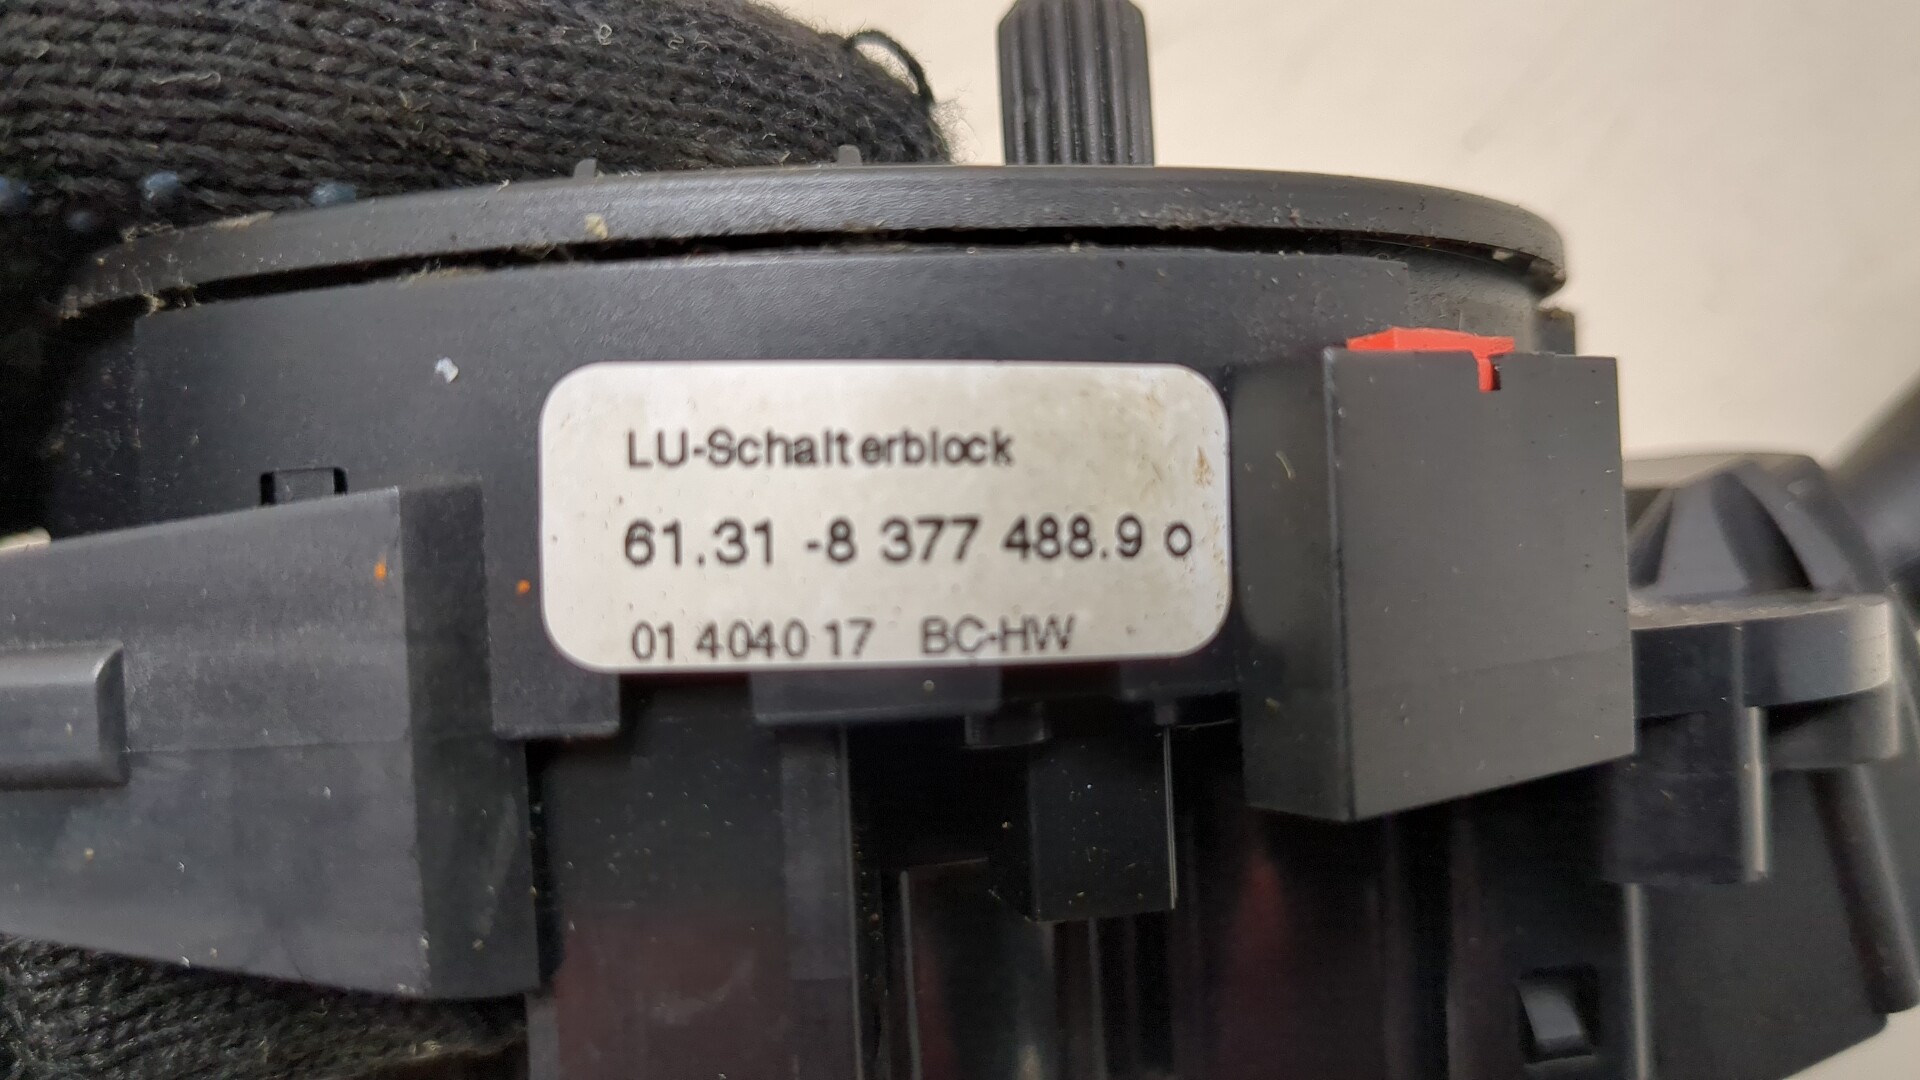 LU-Schalterblock
61.31 -8 377 488.9 o
01 4040 17 BC-HW